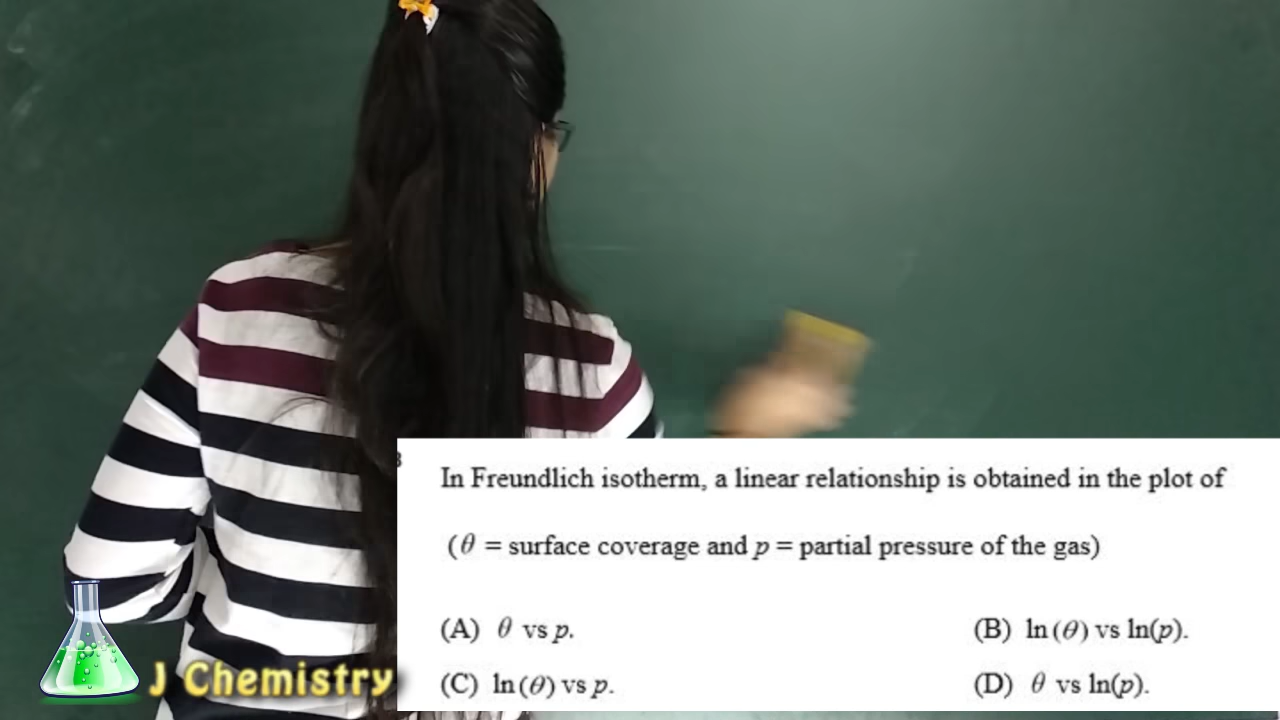 In Freundlich isotherm, a linear relationship is obtained in the plot of
(θ = surface coverage and p = partial pressure of the gas)
(A) θ vs p.
(B) ln (θ) vs ln(p).
(C) ln (θ) vs p.
(D) θ vs ln(p).
J Chemistry